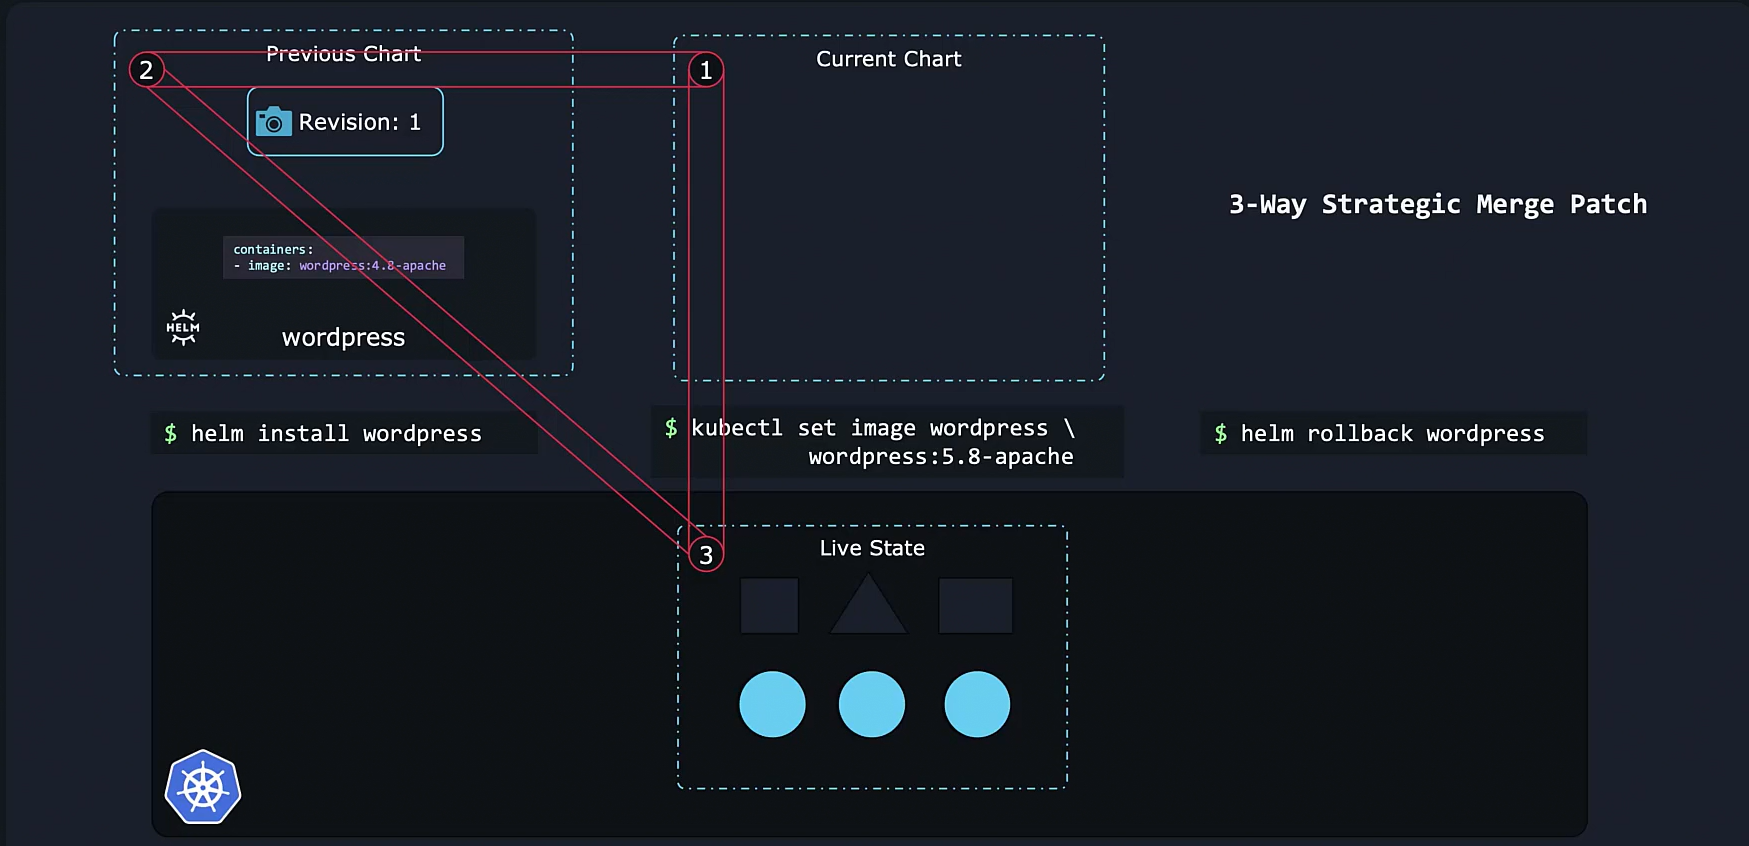 Previous Chart
2
1
Current Chart
Revision: 1
3-Way Strategic Merge Patch
containers:
- image: wordpress:4.8-apache
HELM
wordpress
$ helm install wordpress
$ kubectl set image wordpress \
wordpress:5.8-apache
$ helm rollback wordpress
Live State
3